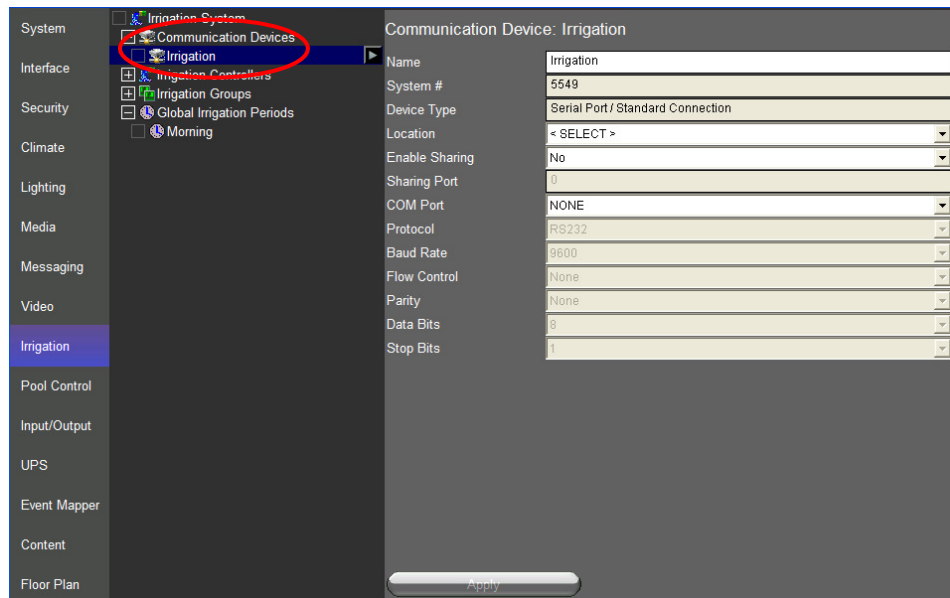 System
Interface
Security
Climate
Lighting
Media
Messaging
Video
Irrigation
Pool Control
Input/Output
UPS
Event Mapper
Content
Floor Plan
Irrigation System
Communication Devices
Irrigation
Irrigation Controllers
Irrigation Groups
Global Irrigation Periods
Morning
Communication Device: Irrigation
Name Irrigation
System # 5549
Device Type Serial Port / Standard Connection
Location < SELECT >
Enable Sharing No
Sharing Port 0
COM Port NONE
Protocol RS232
Baud Rate 9600
Flow Control None
Parity None
Data Bits 8
Stop Bits 1
Apply